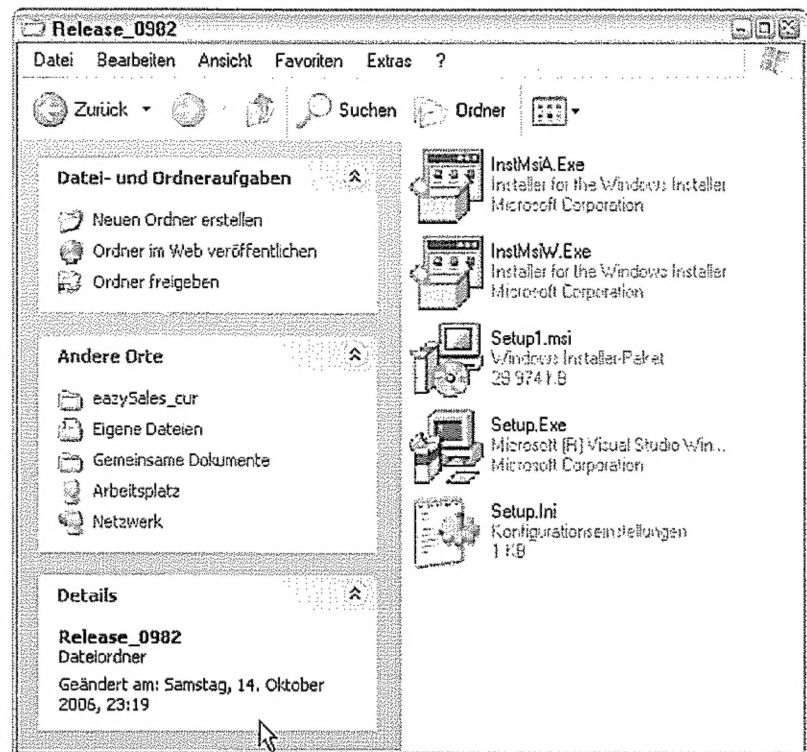 Release_0982
Datei Bearbeiten Ansicht Favoriten Extras ?
Zurück Suchen Ordner
Datei- und Ordneraufgaben
Neuen Ordner erstellen
Ordner im Web veröffentlichen
Ordner freigeben
Andere Orte
eazySales_cur
Eigene Dateien
Gemeinsame Dokumente
Arbeitsplatz
Netzwerk
Details
Release_0982
Dateiordner
Geändert am: Samstag, 14. Oktober
2006, 23:19
InstMsiA.Exe
Installer for the Windows Installer
Microsoft Corporation
InstMsiW.Exe
Installer for the Windows Installer
Microsoft Corporation
Setup1.msi
Windows Installer-Paket
28 974 KB
Setup.Exe
Microsoft (R) Visual Studio Win...
Microsoft Corporation
Setup.Ini
Konfigurationseinstellungen
1 KB